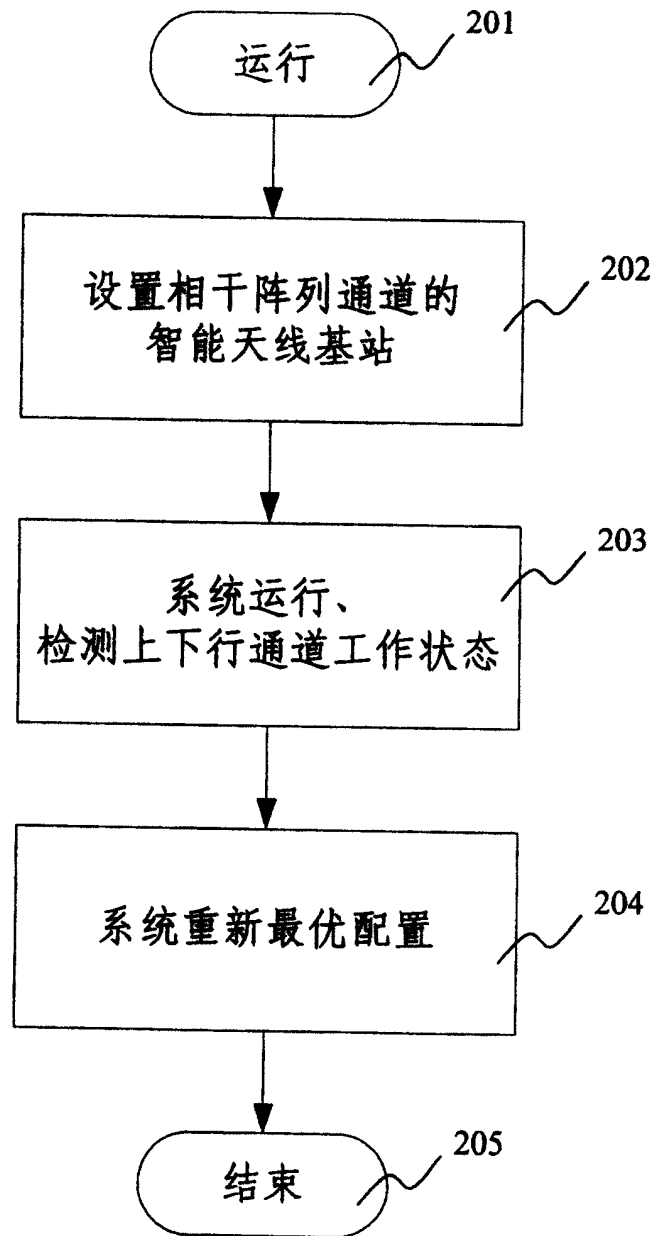 运行
201
设置相干阵列通道的
智能天线基站
202
系统运行、
检测上下行通道工作状态
203
系统重新最优配置
204
结束
205